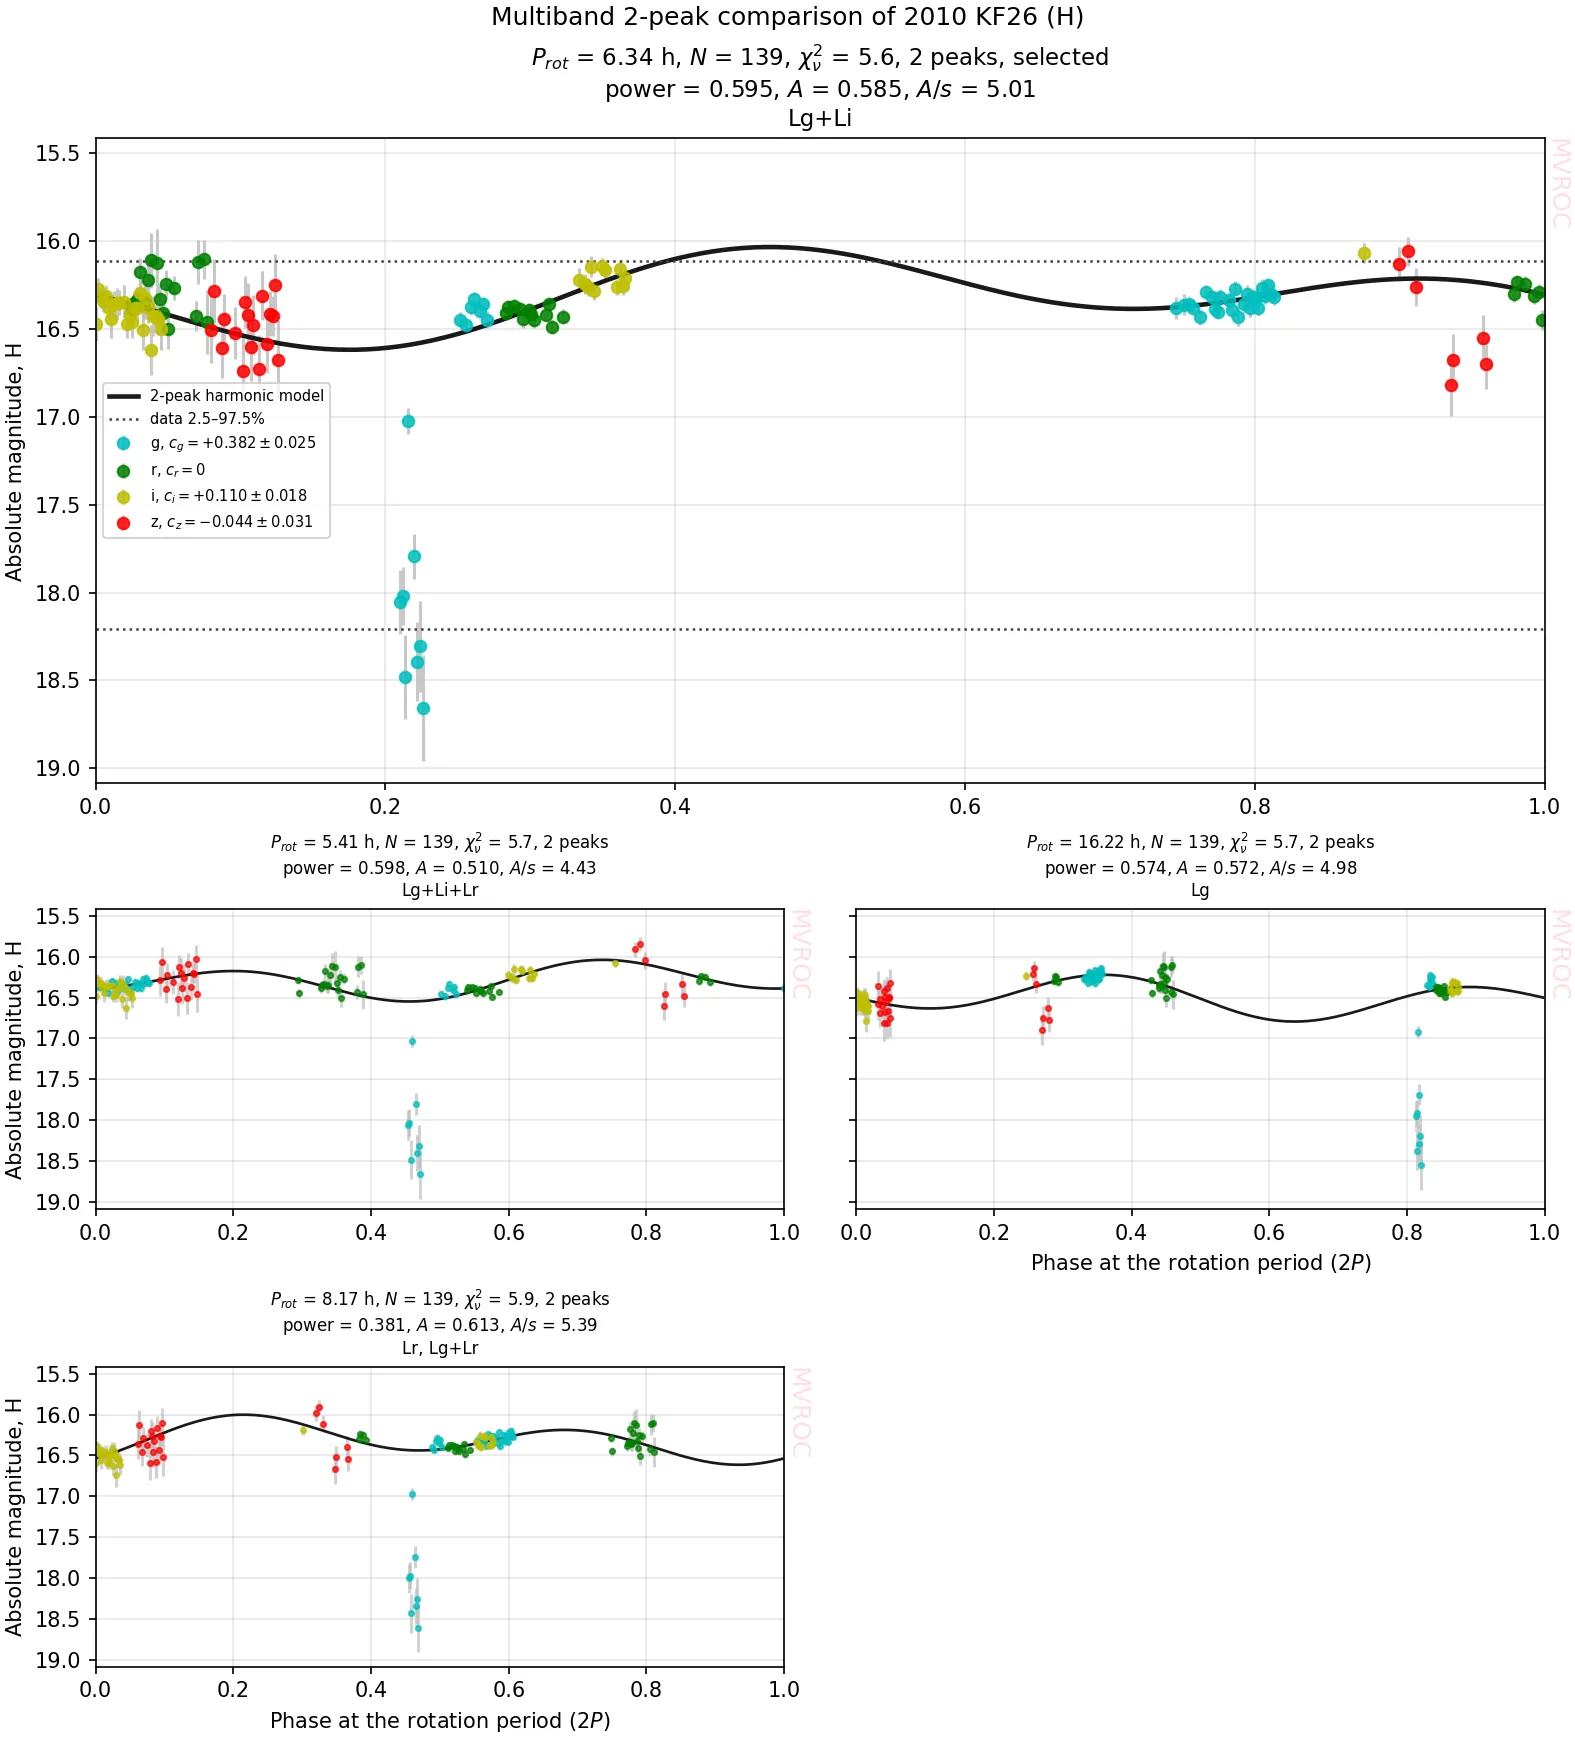 Multiband 2-peak comparison of 2010 KF26 (H)
P_rot = 6.34 h, N = 139, χ²_ν = 5.6, 2 peaks, selected
power = 0.595, A = 0.585, A/s = 5.01
Lg+Li
MVROC
Absolute magnitude, H
15.5
16.0
16.5
17.0
17.5
18.0
18.5
19.0
2-peak harmonic model
data 2.5–97.5%
g, c_g = +0.382 ± 0.025
r, c_r = 0
i, c_i = +0.110 ± 0.018
z, c_z = −0.044 ± 0.031
0.0 0.2 0.4 0.6 0.8 1.0
P_rot = 5.41 h, N = 139, χ²_ν = 5.7, 2 peaks
power = 0.598, A = 0.510, A/s = 4.43
Lg+Li+Lr
MVROC
Absolute magnitude, H
15.5
16.0
16.5
17.0
17.5
18.0
18.5
19.0
0.0 0.2 0.4 0.6 0.8 1.0
P_rot = 16.22 h, N = 139, χ²_ν = 5.7, 2 peaks
power = 0.574, A = 0.572, A/s = 4.98
Lg
MVROC
0.0 0.2 0.4 0.6 0.8 1.0
Phase at the rotation period (2P)
P_rot = 8.17 h, N = 139, χ²_ν = 5.9, 2 peaks
power = 0.381, A = 0.613, A/s = 5.39
Lr, Lg+Lr
MVROC
Absolute magnitude, H
15.5
16.0
16.5
17.0
17.5
18.0
18.5
19.0
0.0 0.2 0.4 0.6 0.8 1.0
Phase at the rotation period (2P)